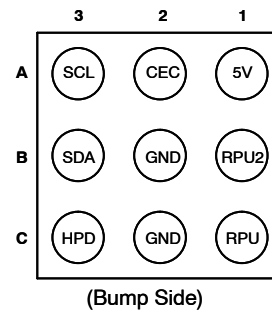 3 2 1
A SCL CEC 5V
B SDA GND RPU2
C HPD GND RPU
(Bump Side)